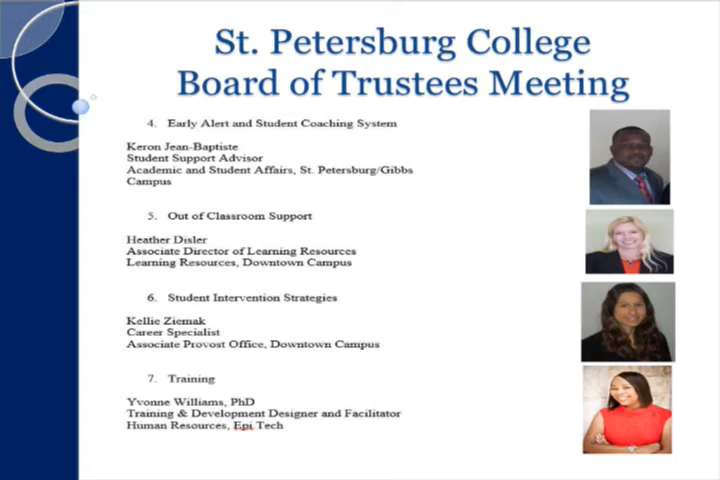 St. Petersburg College
Board of Trustees Meeting
4. Early Alert and Student Coaching System
Keron Jean-Baptiste
Student Support Advisor
Academic and Student Affairs, St. Petersburg/Gibbs
Campus
5. Out of Classroom Support
Heather Disler
Associate Director of Learning Resources
Learning Resources, Downtown Campus
6. Student Intervention Strategies
Kellie Ziemak
Career Specialist
Associate Provost Office, Downtown Campus
7. Training
Yvonne Williams, PhD
Training & Development Designer and Facilitator
Human Resources, Epi Tech